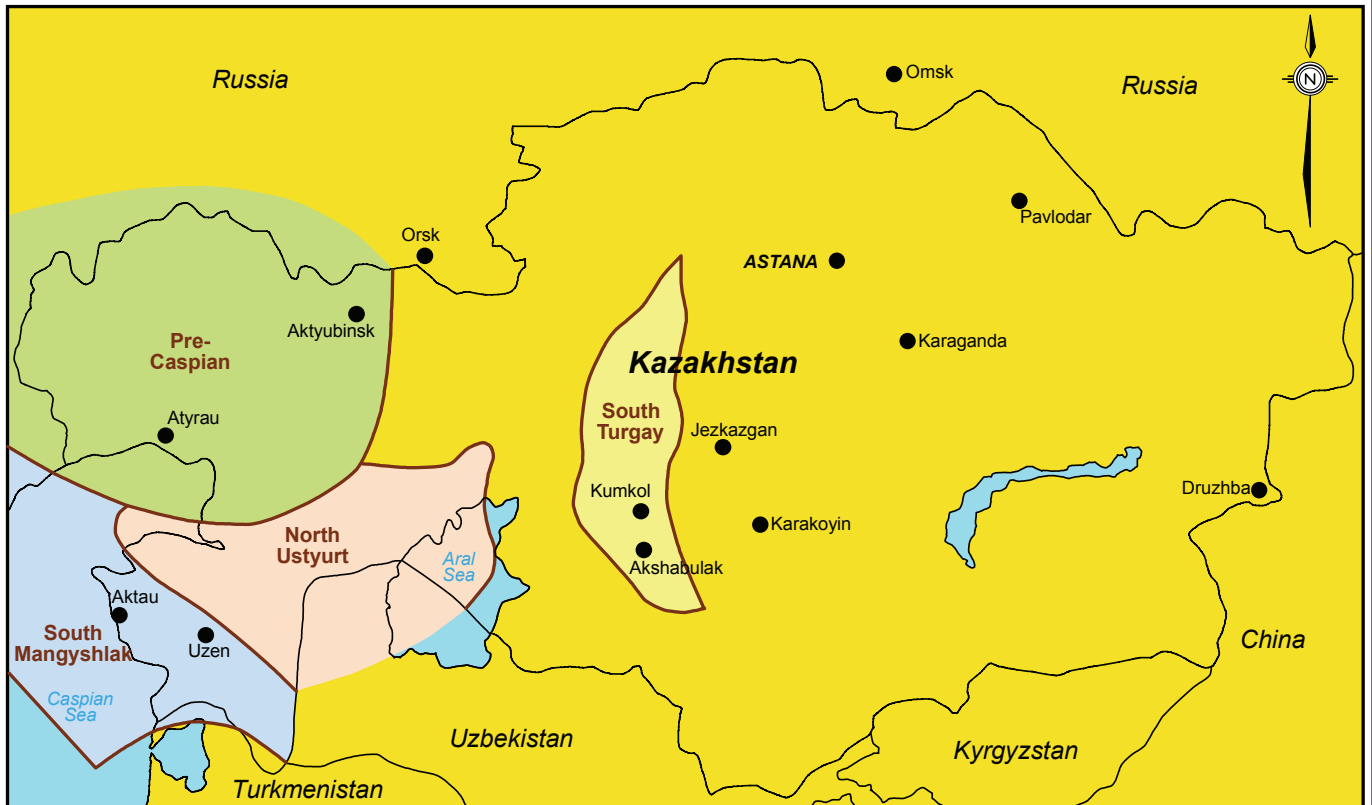 Russia
Omsk
Russia
N
Pavlodar
Orsk
ASTANA
Aktyubinsk
Pre-
Caspian
Karaganda
Kazakhstan
South
Turgay
Atyrau
Jezkazgan
Druzhba
Kumkol
Karakoyin
North
Ustyurt
Aral
Sea
Akshabulak
Aktau
South
Mangyshlak
Uzen
China
Caspian
Sea
Uzbekistan
Kyrgyzstan
Turkmenistan